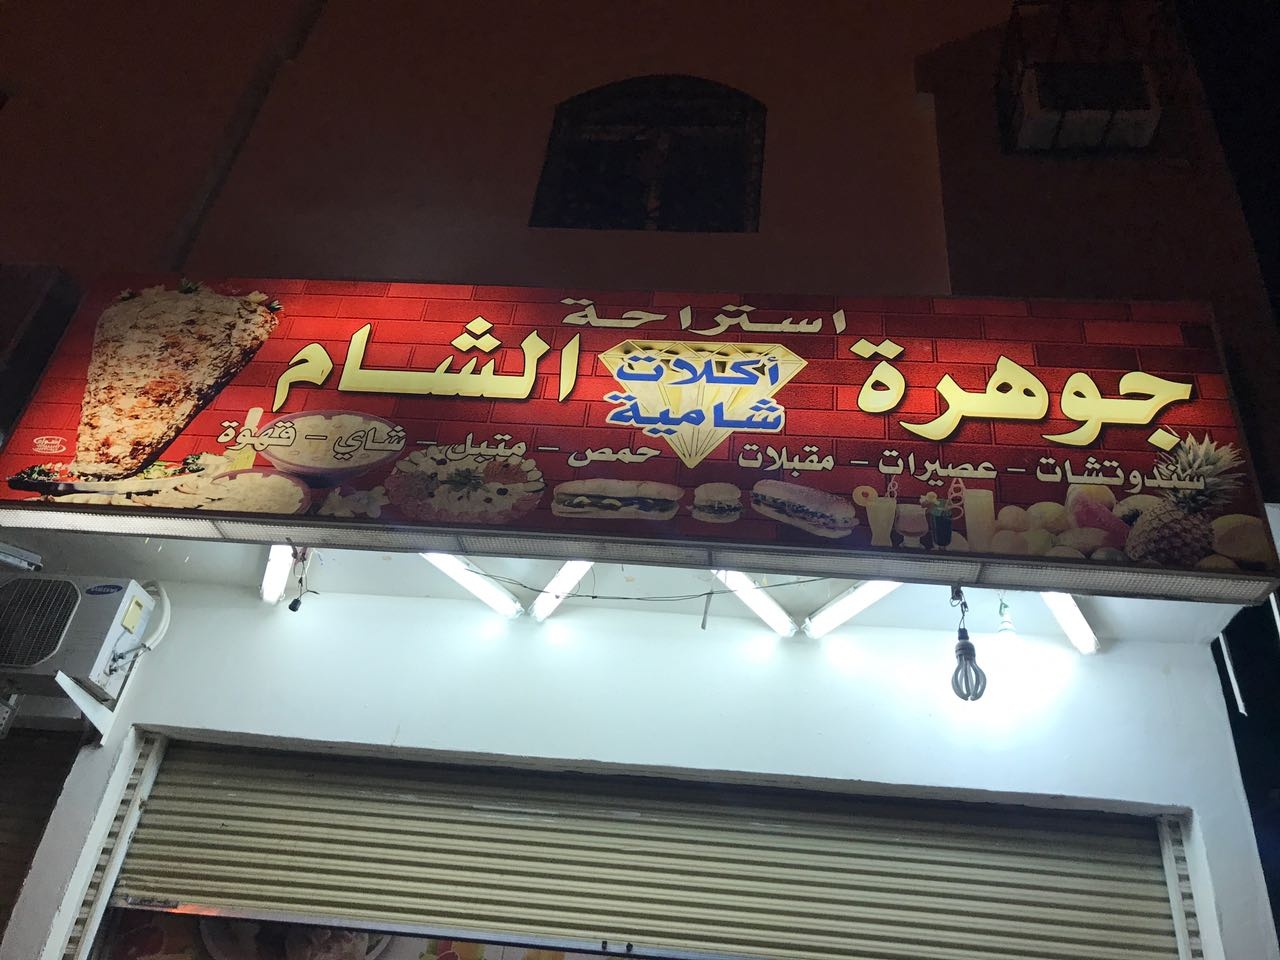 استراحة
جوهرة الشام
أكلات
شامية
سندوتشات - عصيرات - مقبلات - حمص - متبل - شاي - قهوة